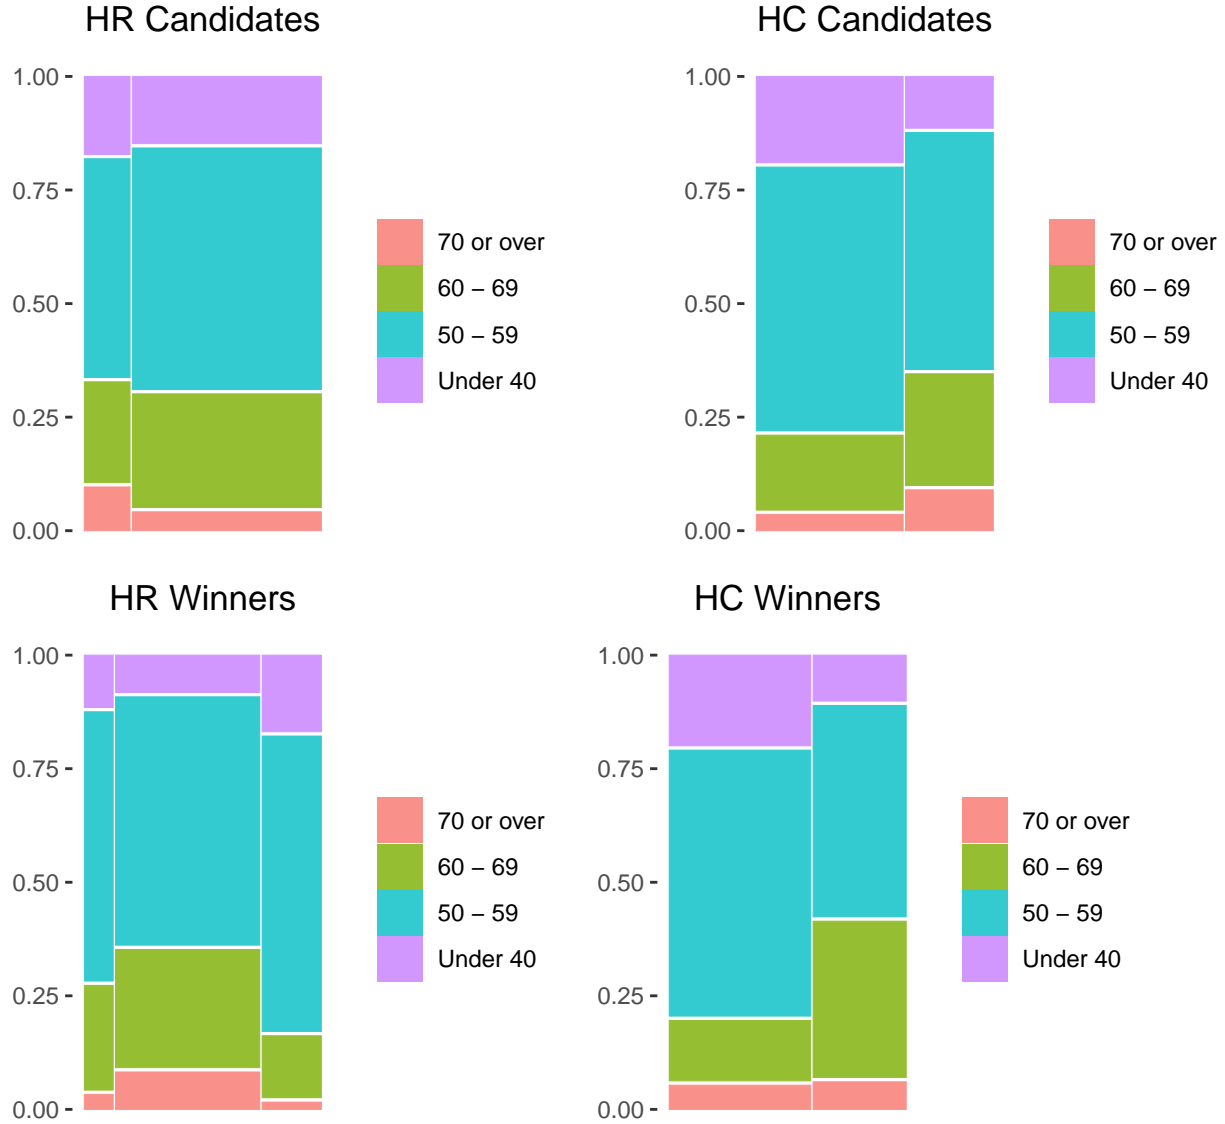 HR Candidates
1.00
0.75
0.50
0.25
0.00
70 or over
60 – 69
50 – 59
Under 40
HC Candidates
1.00
0.75
0.50
0.25
0.00
70 or over
60 – 69
50 – 59
Under 40
HR Winners
1.00
0.75
0.50
0.25
0.00
70 or over
60 – 69
50 – 59
Under 40
HC Winners
1.00
0.75
0.50
0.25
0.00
70 or over
60 – 69
50 – 59
Under 40